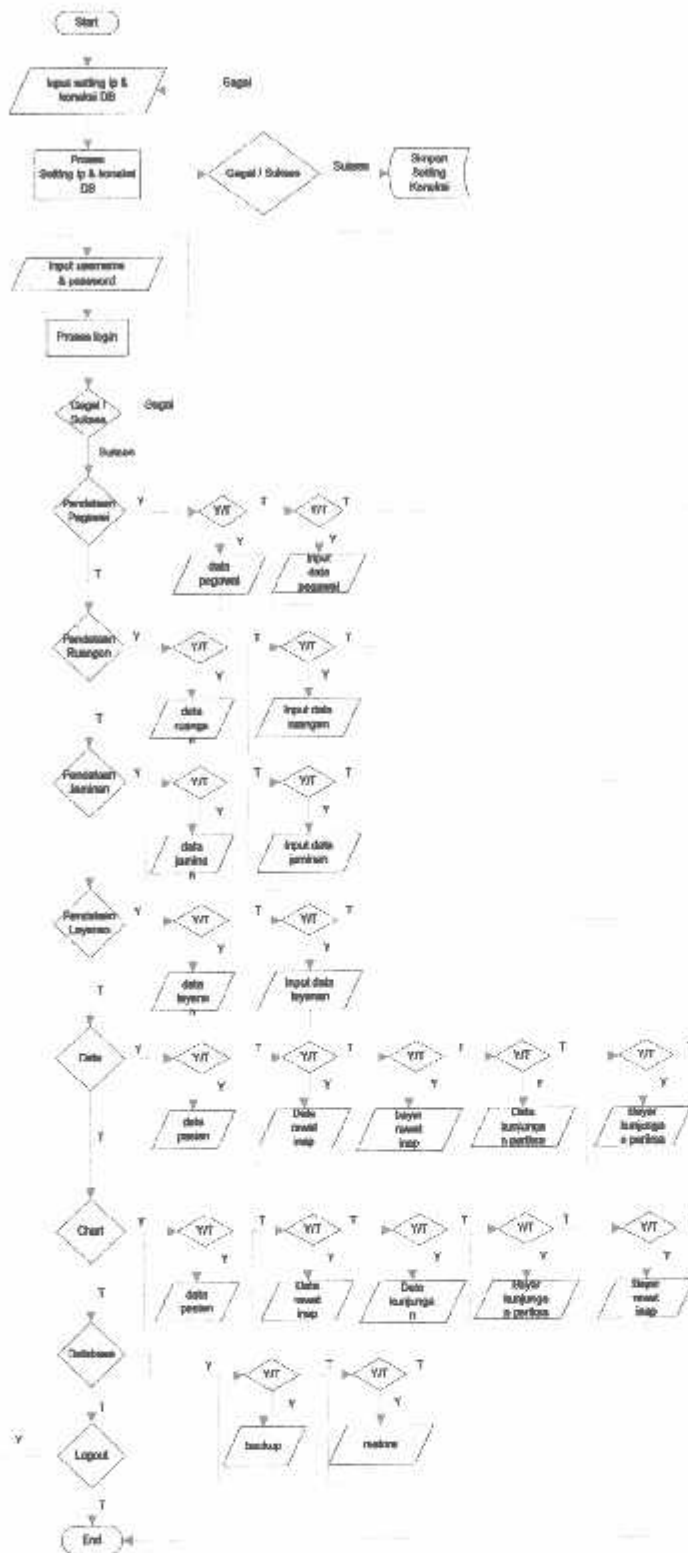 Start
Input setting ip &
koneksi DB
Gagal
Proses
Setting ip & koneksi
DB
Gagal / Sukses
Sukses
Simpan
Setting
Koneksi
Input username
& password
Proses login
Gagal /
Sukses
Gagal
Sukses
Pendataan
Pegawai
Y
Y/T
T
Y/T
T
Y
Y
data
pegawai
Input
data
pegawai
T
Pendataan
Ruangan
Y
Y/T
T
Y/T
T
Y
Y
data
ruanga
n
Input data
ruangan
T
Pendataan
Jaminan
Y
Y/T
T
Y/T
T
Y
Y
data
jamina
n
Input data
jaminan
Pendataan
Layanan
Y
Y/T
T
Y/T
T
Y
Y
data
layana
n
Input data
layanan
T
Data
Y
Y/T
T
Y/T
T
Y/T
T
Y/T
T
Y/T
T
Y
Y
Y
Y
Y
data
pasien
Data
rawat
inap
bayar
rawat
inap
Data
kunjunga
n periksa
Bayar
kunjunga
n periksa
T
Chart
Y
Y/T
T
Y/T
T
Y/T
T
Y/T
T
Y/T
Y
Y
Y
Y
Y
data
pasien
Data
rawat
inap
Data
kunjunga
n
Bayar
kunjunga
n periksa
Bayar
rawat
inap
T
Database
Y
Y/T
T
Y/T
T
Y
Y
backup
restore
T
Y
Logout
T
End